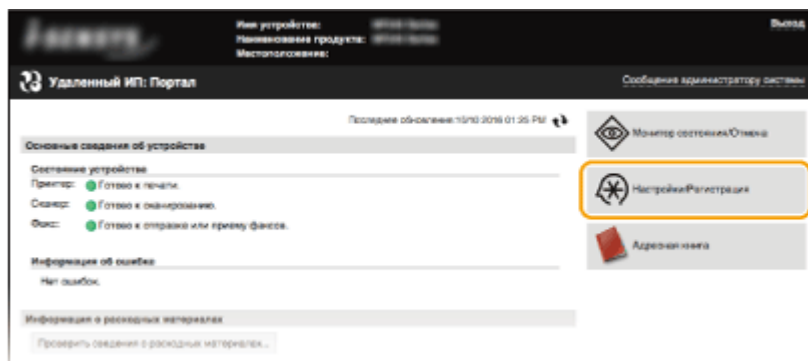 i-SENSYS
Имя устройства:
Наименование продукта:
Местоположение:
Выход
Удаленный ИП: Портал
Сообщение администратору системы
Последнее обновление:10/10 2016 01:25 PM
Основные сведения об устройстве
Состояние устройства
Принтер: Готово к печати.
Сканер: Готово к сканированию.
Факс: Готово к отправке или приему факсов.
Информация об ошибке
Нет ошибок.
Информация о расходных материалах
Проверить сведения о расходных материалах...
Монитор состояния/Отмена
Настройки/Регистрация
Адресная книга